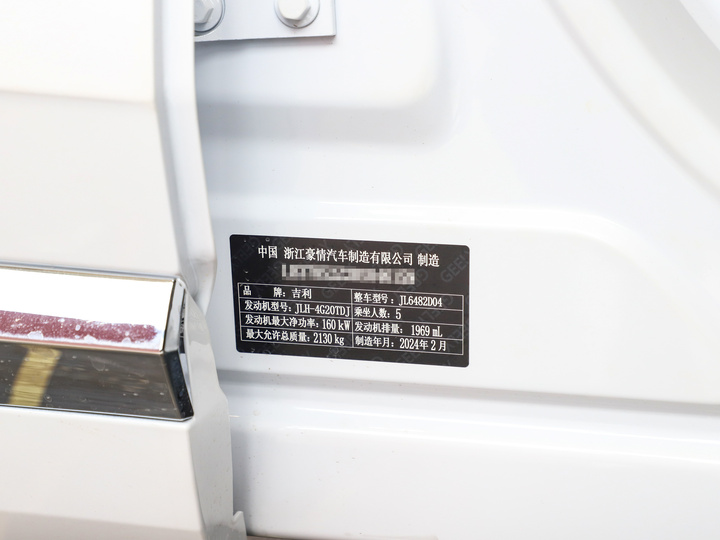 中国 浙江豪情汽车制造有限公司 制造
品 牌：吉利 整车型号：JL6482D04
发动机型号：JLH-4G20TDJ 乘坐人数：5
发动机最大净功率：160 kW 发动机排量：1969 mL
最大允许总质量：2130 kg 制造年月：2024年2月